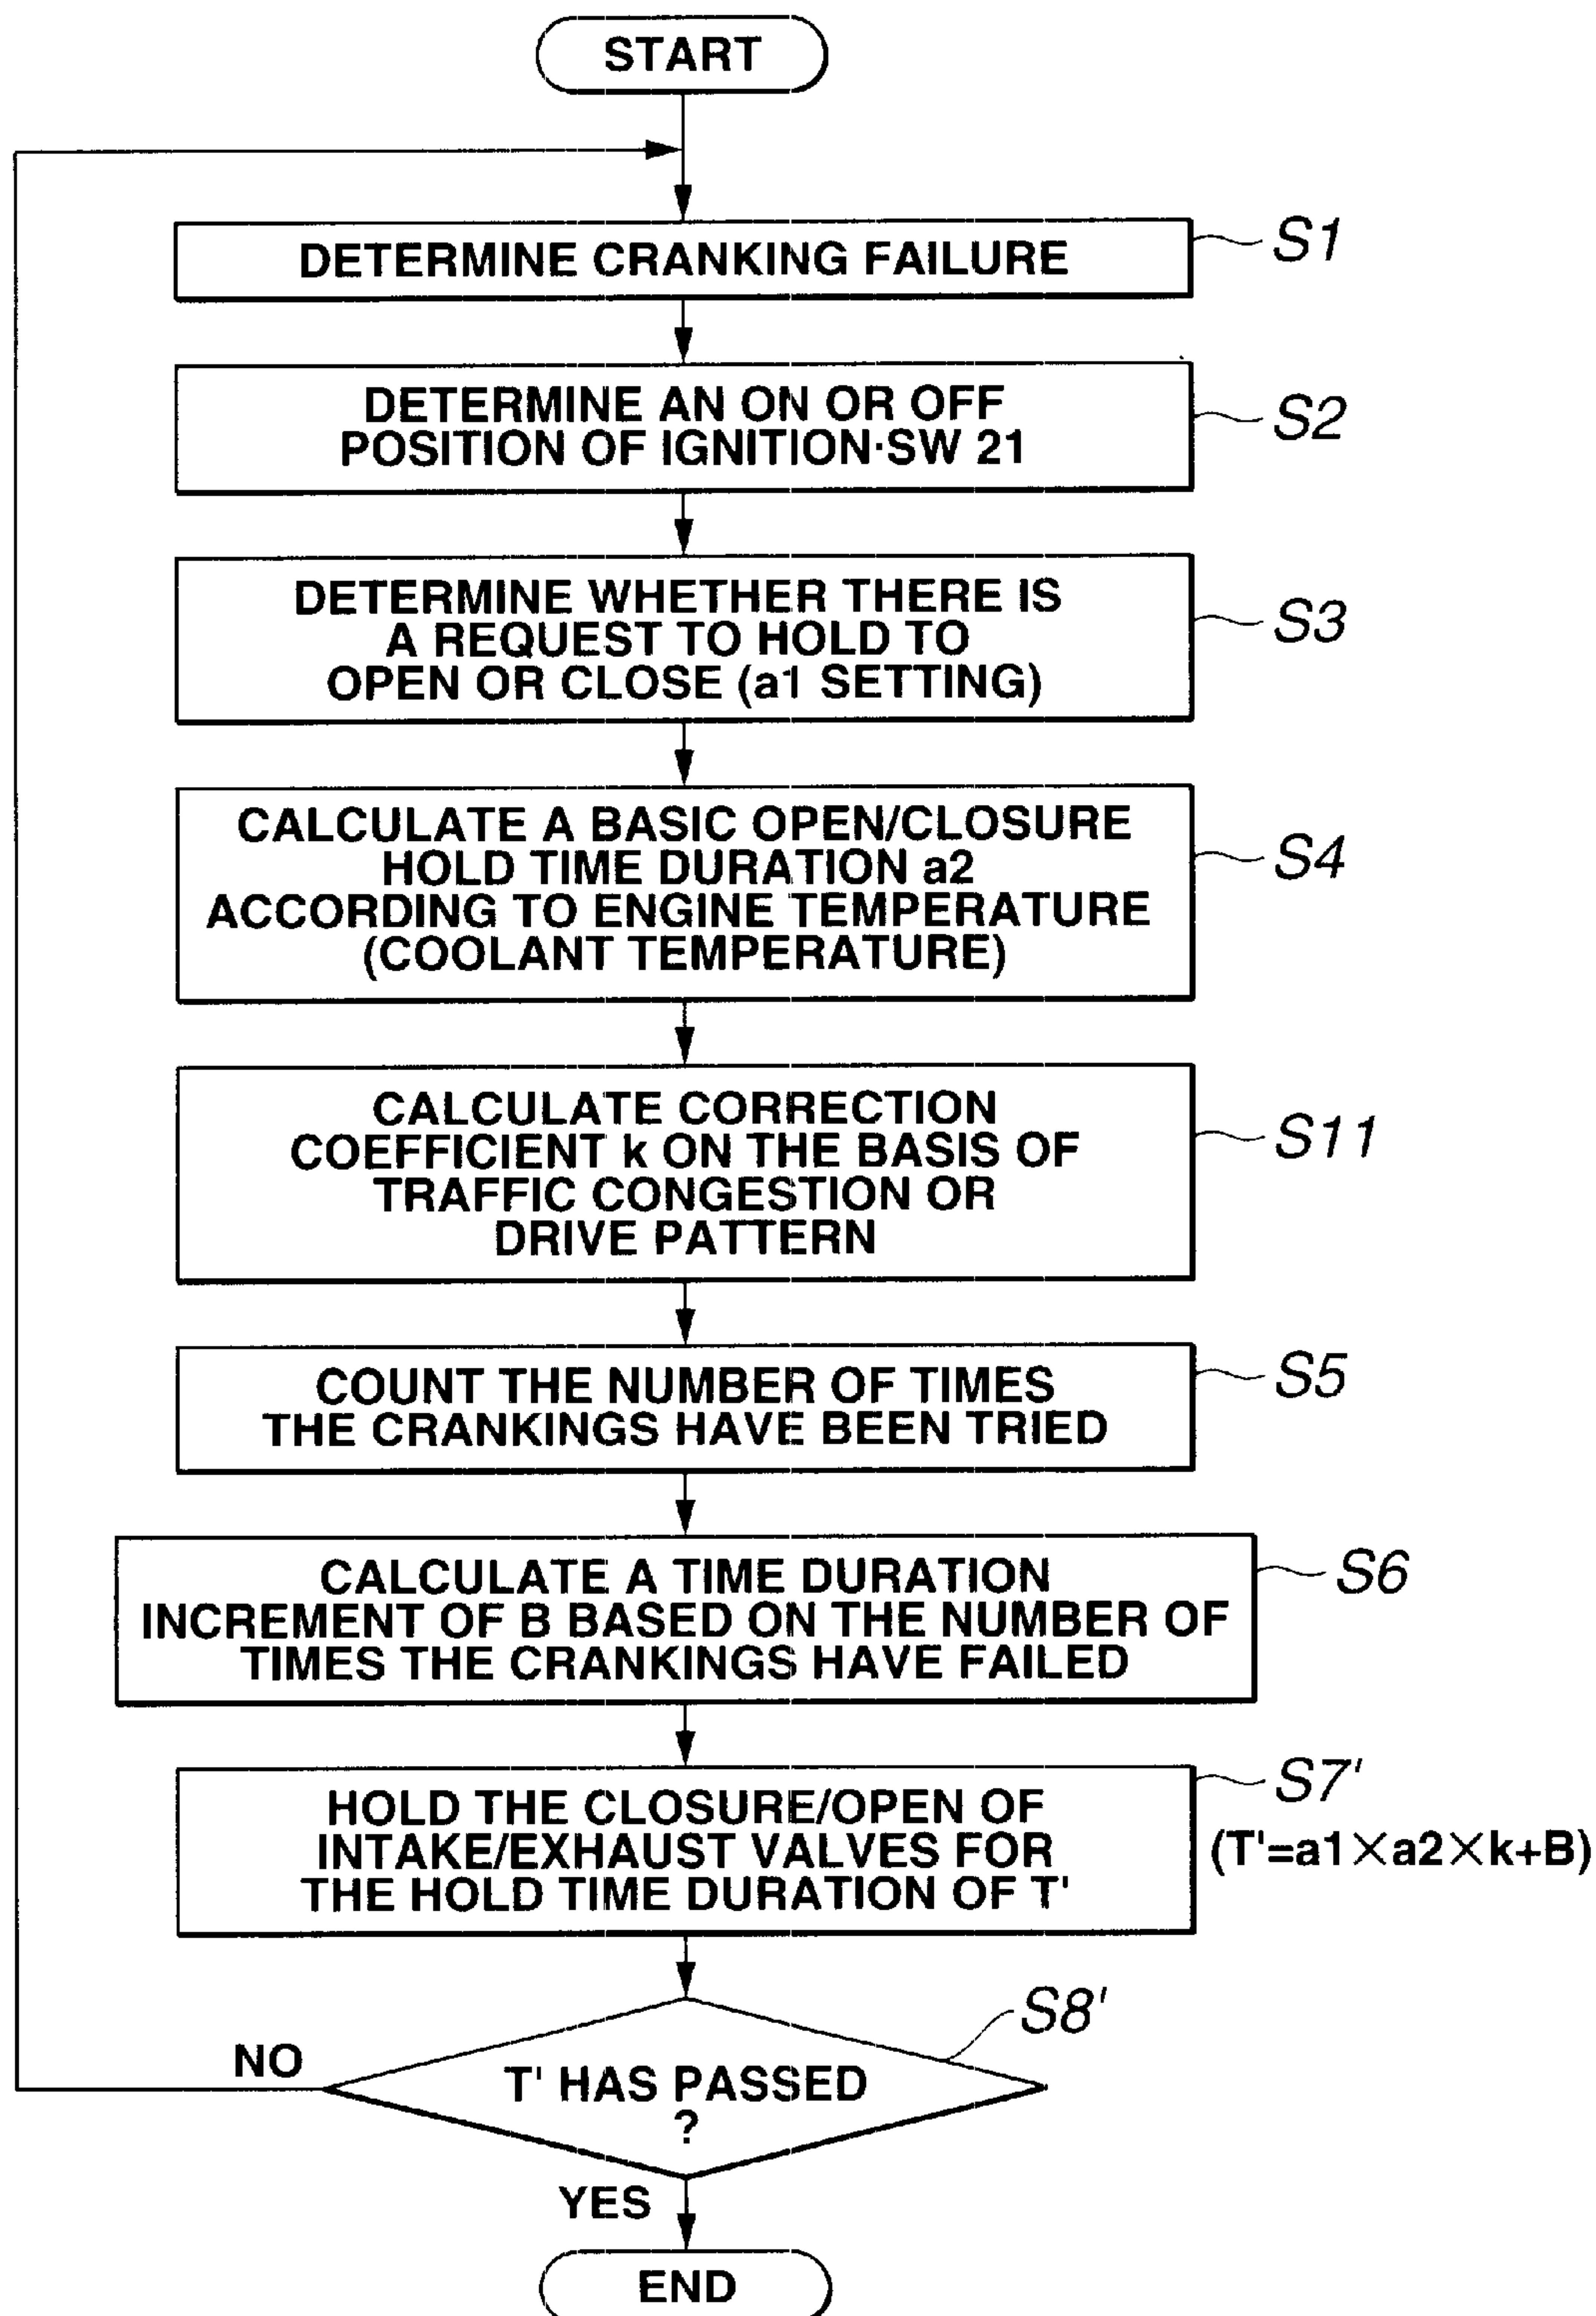 START
DETERMINE CRANKING FAILURE
S1
DETERMINE AN ON OR OFF
POSITION OF IGNITION·SW 21
S2
DETERMINE WHETHER THERE IS
A REQUEST TO HOLD TO
OPEN OR CLOSE (a1 SETTING)
S3
CALCULATE A BASIC OPEN/CLOSURE
HOLD TIME DURATION a2
ACCORDING TO ENGINE TEMPERATURE
(COOLANT TEMPERATURE)
S4
CALCULATE CORRECTION
COEFFICIENT k ON THE BASIS OF
TRAFFIC CONGESTION OR
DRIVE PATTERN
S11
COUNT THE NUMBER OF TIMES
THE CRANKINGS HAVE BEEN TRIED
S5
CALCULATE A TIME DURATION
INCREMENT OF B BASED ON THE NUMBER OF
TIMES THE CRANKINGS HAVE FAILED
S6
HOLD THE CLOSURE/OPEN OF
INTAKE/EXHAUST VALVES FOR
THE HOLD TIME DURATION OF T'
S7'
(T'=a1×a2×k+B)
S8'
NO
T' HAS PASSED
?
YES
END